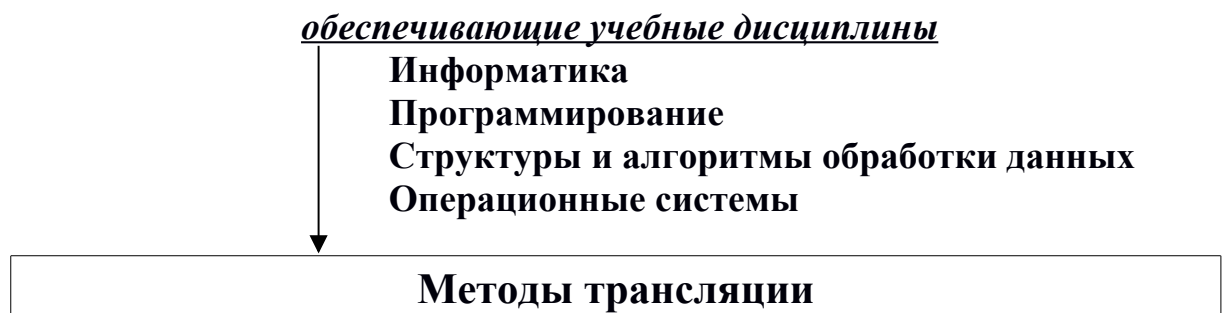 обеспечивающие учебные дисциплины
Информатика
Программирование
Структуры и алгоритмы обработки данных
Операционные системы
Методы трансляции